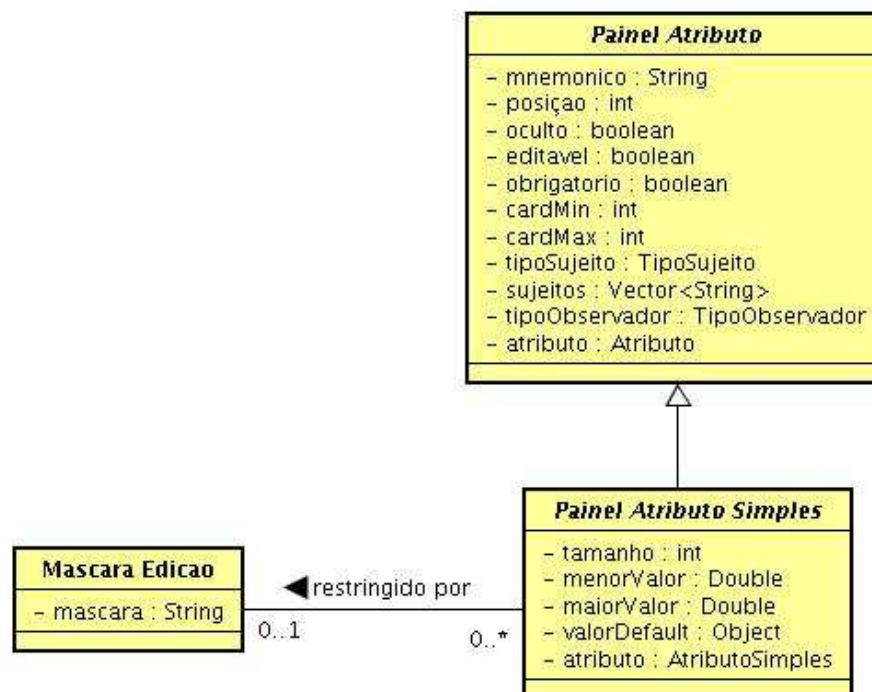 Painel Atributo
- mnemonico : String
- posiçao : int
- oculto : boolean
- editavel : boolean
- obrigatorio : boolean
- cardMin : int
- cardMax : int
- tipoSujeito : TipoSujeito
- sujeitos : Vector<String>
- tipoObservador : TipoObservador
- atributo : Atributo
Painel Atributo Simples
- tamanho : int
- menorValor : Double
- maiorValor : Double
- valorDefault : Object
- atributo : AtributoSimples
Mascara Edicao
- mascara : String
restringido por
0..1
0..*